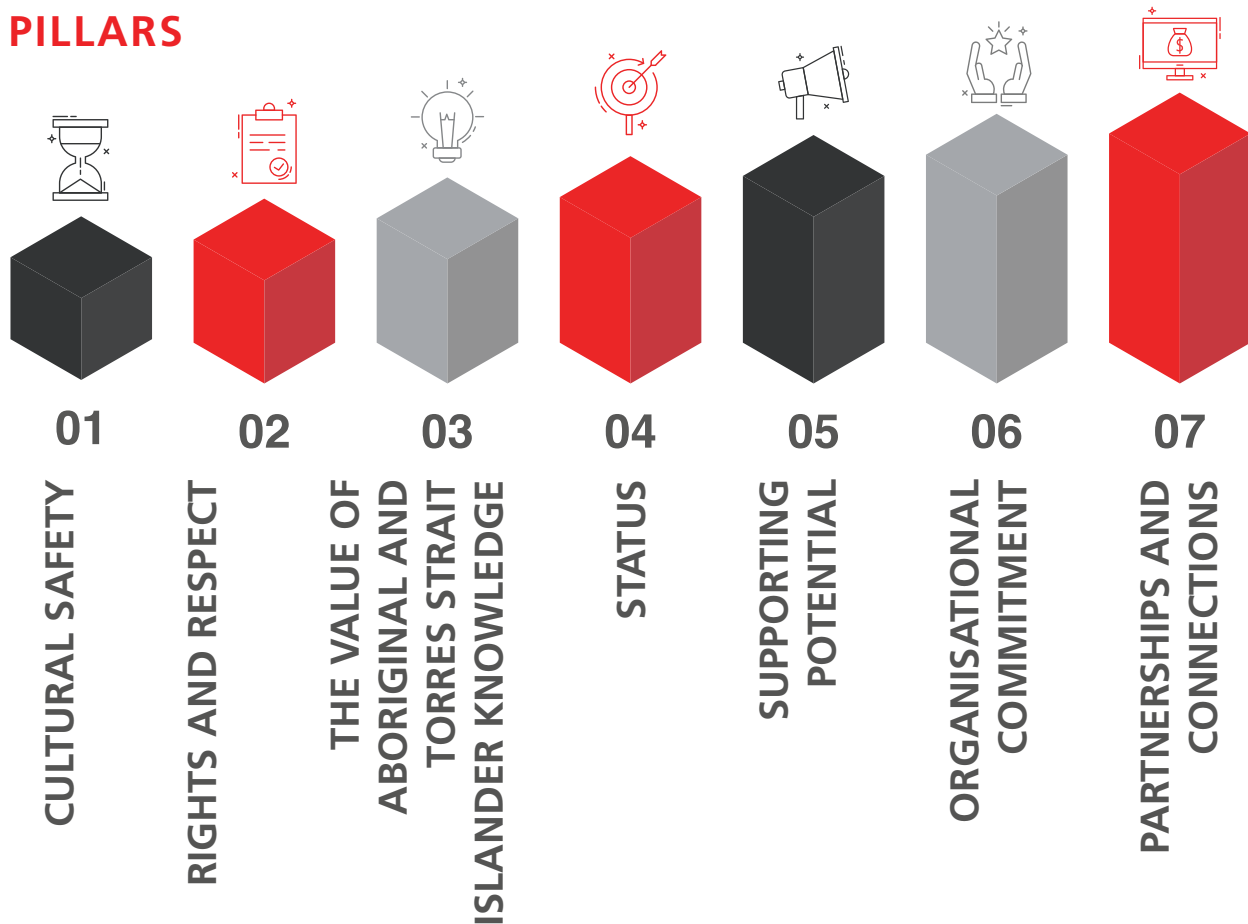 PILLARS
$
01
CULTURAL SAFETY
02
RIGHTS AND RESPECT
03
THE VALUE OF
ABORIGINAL AND
TORRES STRAIT
ISLANDER KNOWLEDGE
04
STATUS
05
SUPPORTING
POTENTIAL
06
ORGANISATIONAL
COMMITMENT
07
PARTNERSHIPS AND
CONNECTIONS